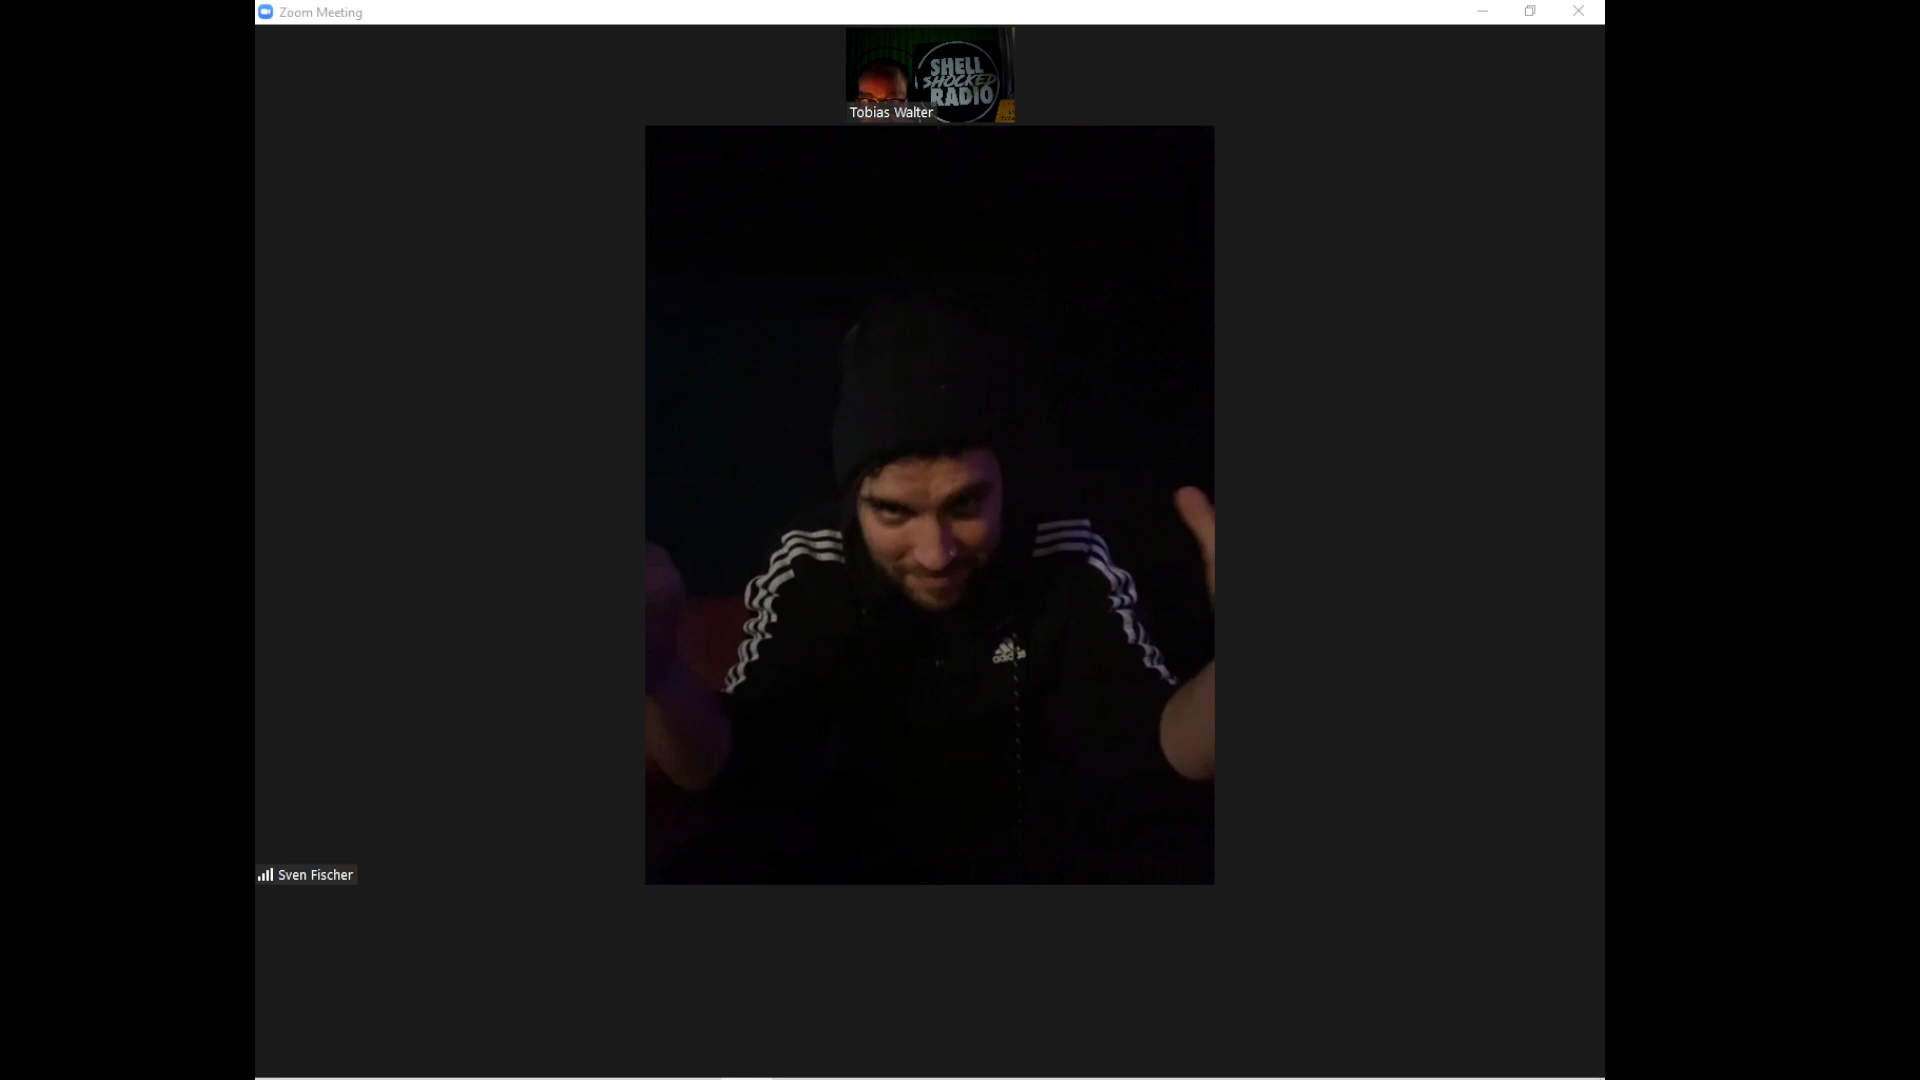 Zoom Meeting
SHELL
SHOCKED
RADIO
Tobias Walter
adidas
Sven Fischer